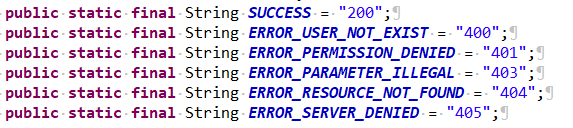 public static final String SUCCESS = "200";
public static final String ERROR_USER_NOT_EXIST = "400";
public static final String ERROR_PERMISSION_DENIED = "401";
public static final String ERROR_PARAMETER_ILLEGAL = "403";
public static final String ERROR_RESOURCE_NOT_FOUND = "404";
public static final String ERROR_SERVER_DENIED = "405";